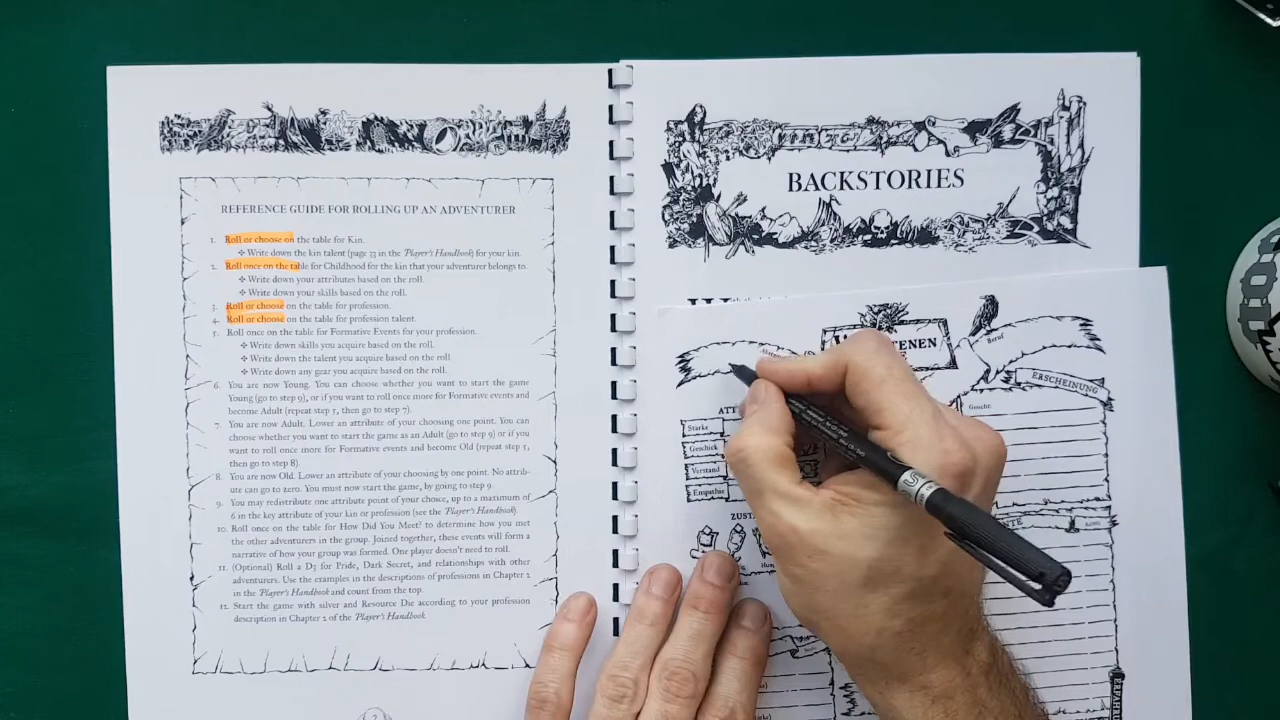 REFERENCE GUIDE FOR ROLLING UP AN ADVENTURER
1. Roll or choose on the table for Kin.
❖ Write down the kin talent (page 33 in the Player's Handbook) for your kin.
2. Roll once on the table for Childhood for the kin that your adventurer belongs to.
❖ Write down your attributes based on the roll.
❖ Write down your skills based on the roll.
3. Roll or choose on the table for profession.
4. Roll or choose on the table for profession talent.
5. Roll once on the table for Formative Events for your profession.
❖ Write down skills you acquire based on the roll.
❖ Write down the talent you acquire based on the roll.
❖ Write down any gear you acquire based on the roll.
6. You are now Young. You can choose whether you want to start the game
Young (go to step 9), or if you want to roll once more for Formative events and
become Adult (repeat step 5, then go to step 7).
7. You are now Adult. Lower an attribute of your choosing one point. You can
choose whether you want to start the game as an Adult (go to step 9) or if you
want to roll once more for Formative events and become Old (repeat step 5,
then go to step 8).
8. You are now Old. Lower an attribute of your choosing by one point. No attrib-
ute can go to zero. You must now start the game, by going to step 9
9. You may redistribute one attribute point of your choice, up to a maximum of
6 in the key attribute of your kin or profession (see the Player's Handbook).
10. Roll once on the table for How Did You Meet? to determine how you met
the other adventurers in the group. Joined together, these events will form a
narrative of how your group was formed. One player doesn't need to roll.
11. (Optional) Roll a D5 for Pride, Dark Secret, and relationships with other
adventurers. Use the examples in the descriptions of professions in Chapter 2
in the Player's Handbook and count from the top.
12. Start the game with silver and Resource Die according to your profession
description in Chapter 2 of the Player's Handbook
2
BACKSTORIES
Beruf
ERSCHEINUNG
Gesicht:
Stärke
Geschick
Verstand
Empathie